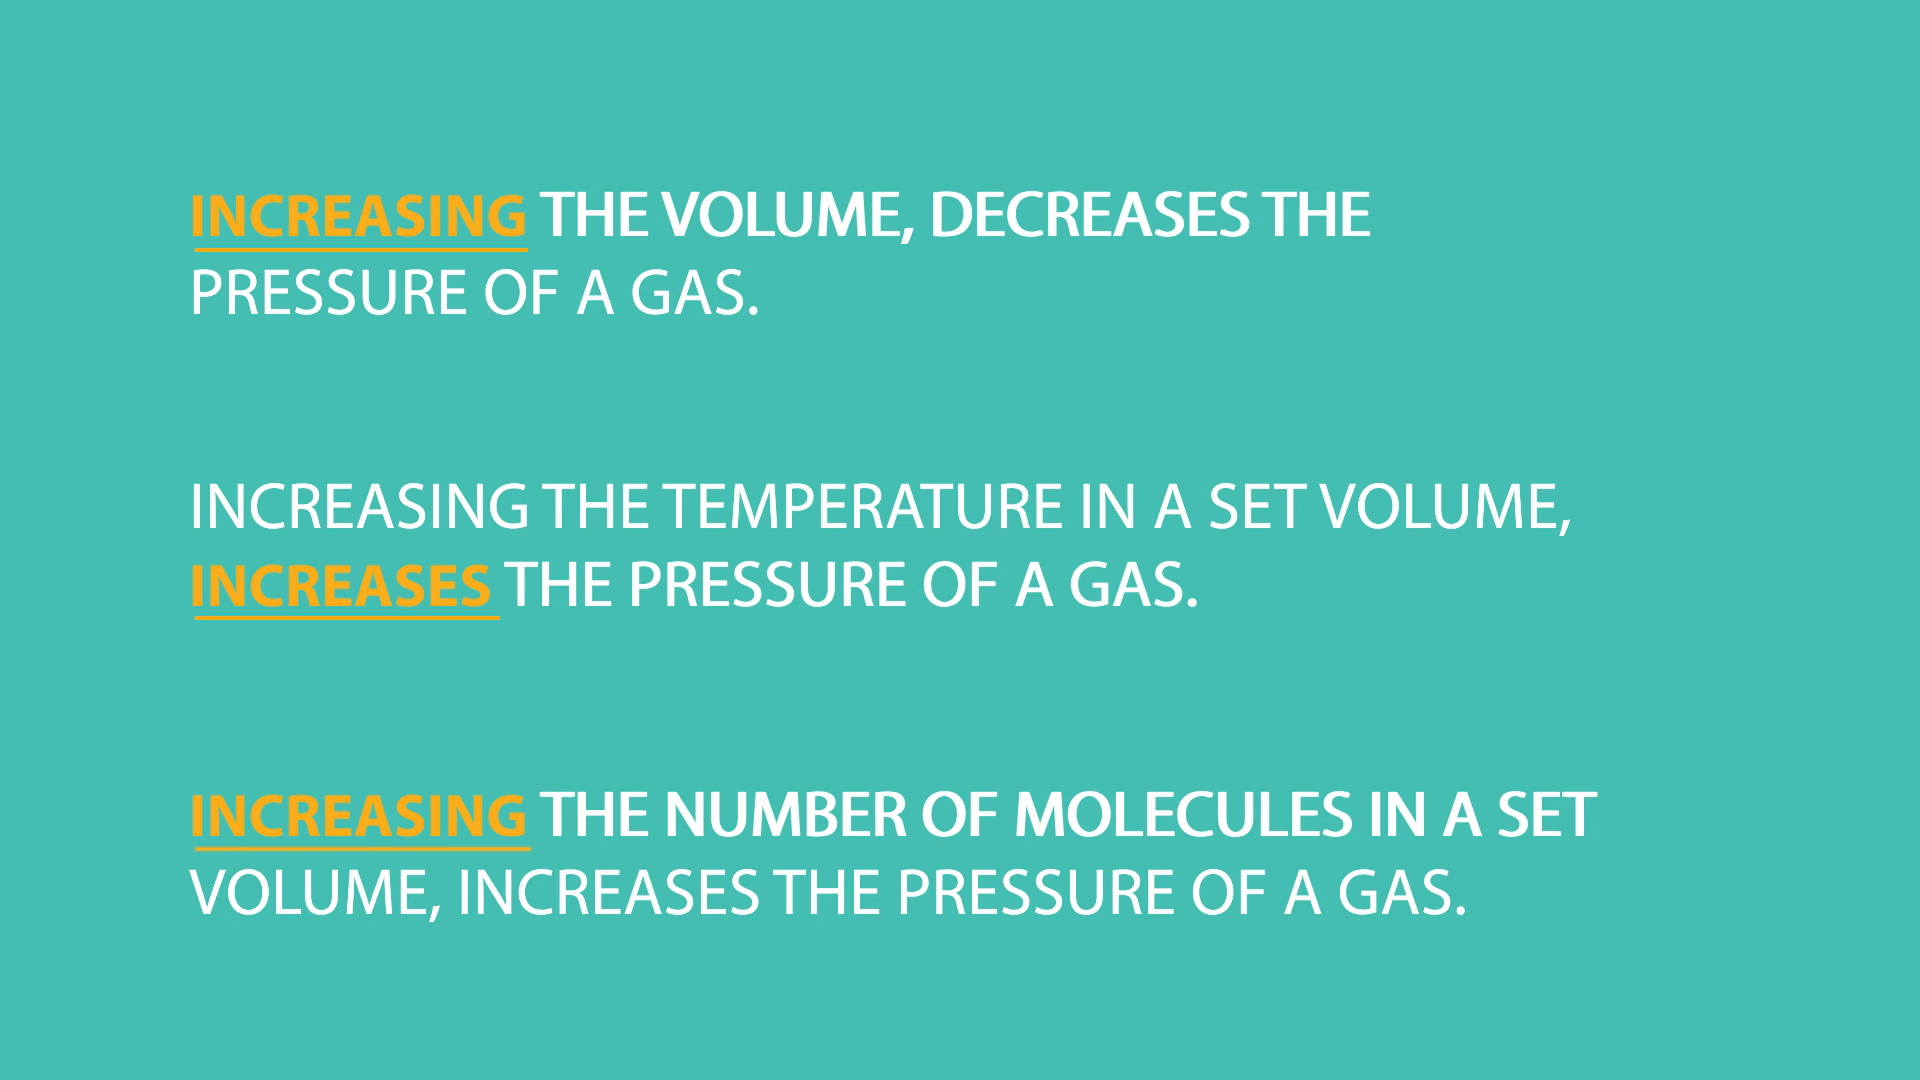 INCREASING THE VOLUME, DECREASES THE
PRESSURE OF A GAS.
INCREASING THE TEMPERATURE IN A SET VOLUME,
INCREASES THE PRESSURE OF A GAS.
INCREASING THE NUMBER OF MOLECULES IN A SET
VOLUME, INCREASES THE PRESSURE OF A GAS.